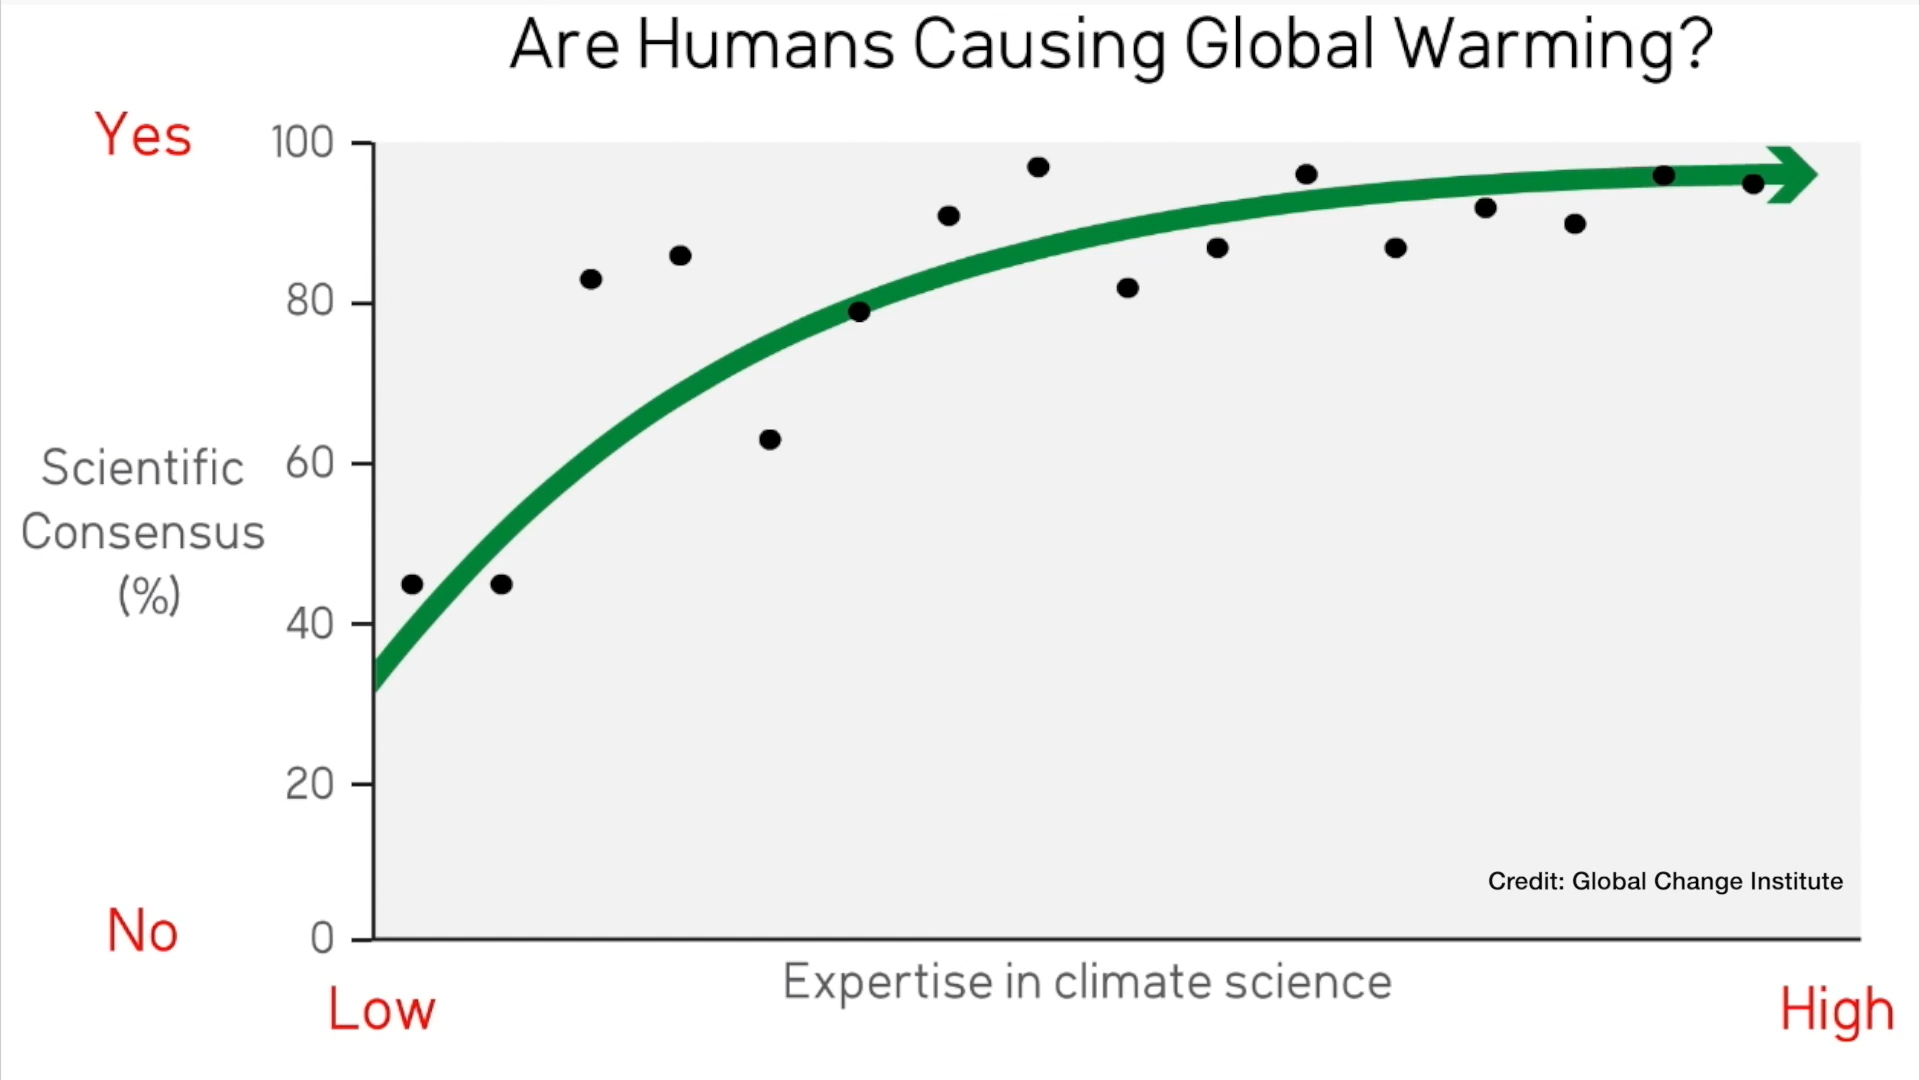 Are Humans Causing Global Warming?
Yes
100
80
60
Scientific
Consensus
(%)
40
20
0
No
Credit: Global Change Institute
Expertise in climate science
Low
High